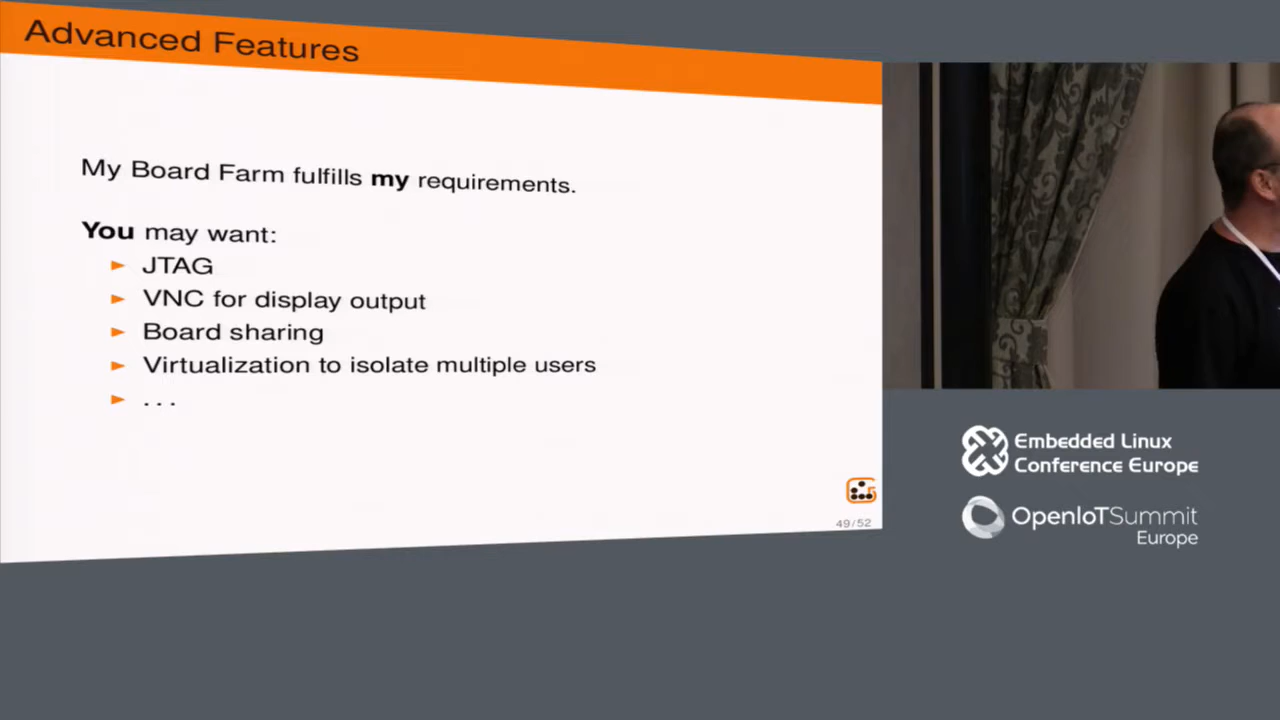 Advanced Features
My Board Farm fulfills my requirements.
You may want:
► JTAG
► VNC for display output
► Board sharing
► Virtualization to isolate multiple users
► . . .
49/52
Embedded Linux
Conference Europe
OpenIoTSummit
Europe